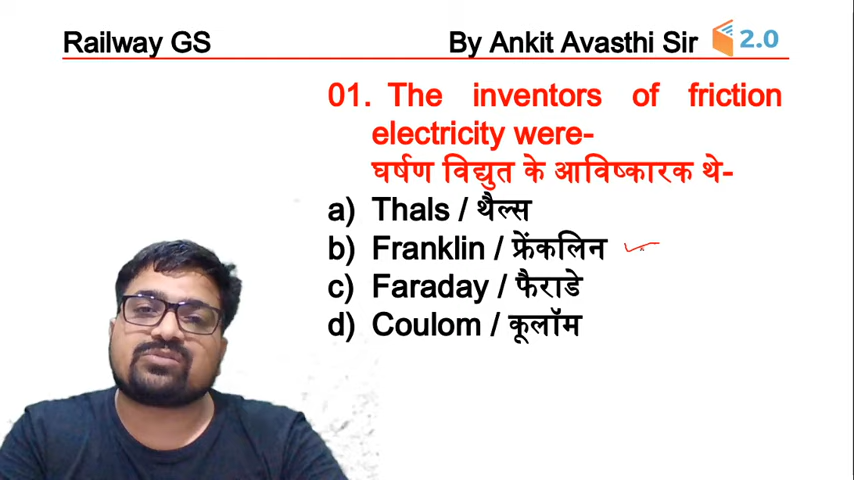 Railway GS
By Ankit Avasthi Sir 2.0
01. The inventors of friction
electricity were-
घर्षण विद्युत के आविष्कारक थे-
a) Thals / थैल्स
b) Franklin / फ्रेंकलिन
c) Faraday / फैराडे
d) Coulom / कूलॉम